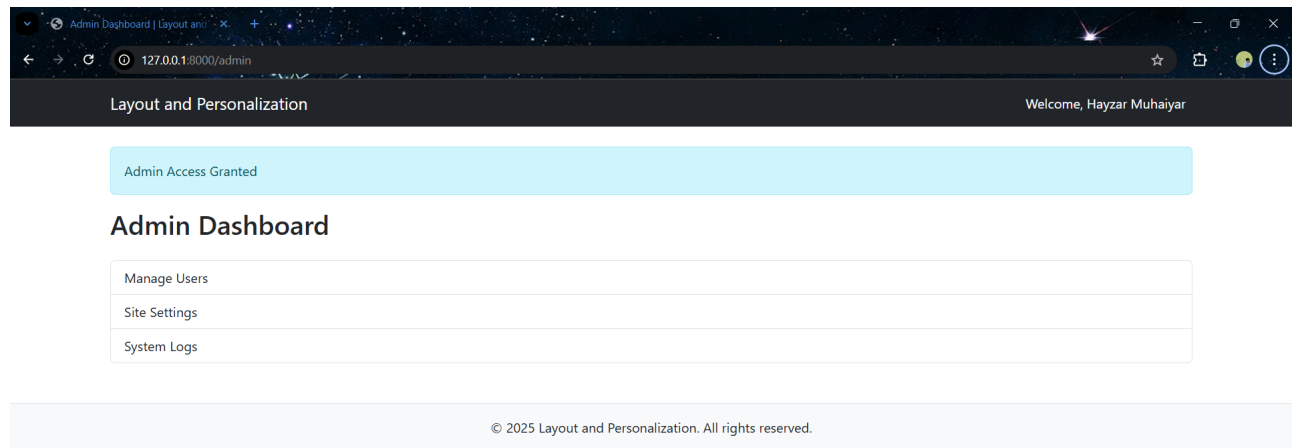 Admin Dashboard | Layout and
127.0.0.1:8000/admin
Layout and Personalization
Welcome, Hayzar Muhaiyar
Admin Access Granted
Admin Dashboard
Manage Users
Site Settings
System Logs
© 2025 Layout and Personalization. All rights reserved.